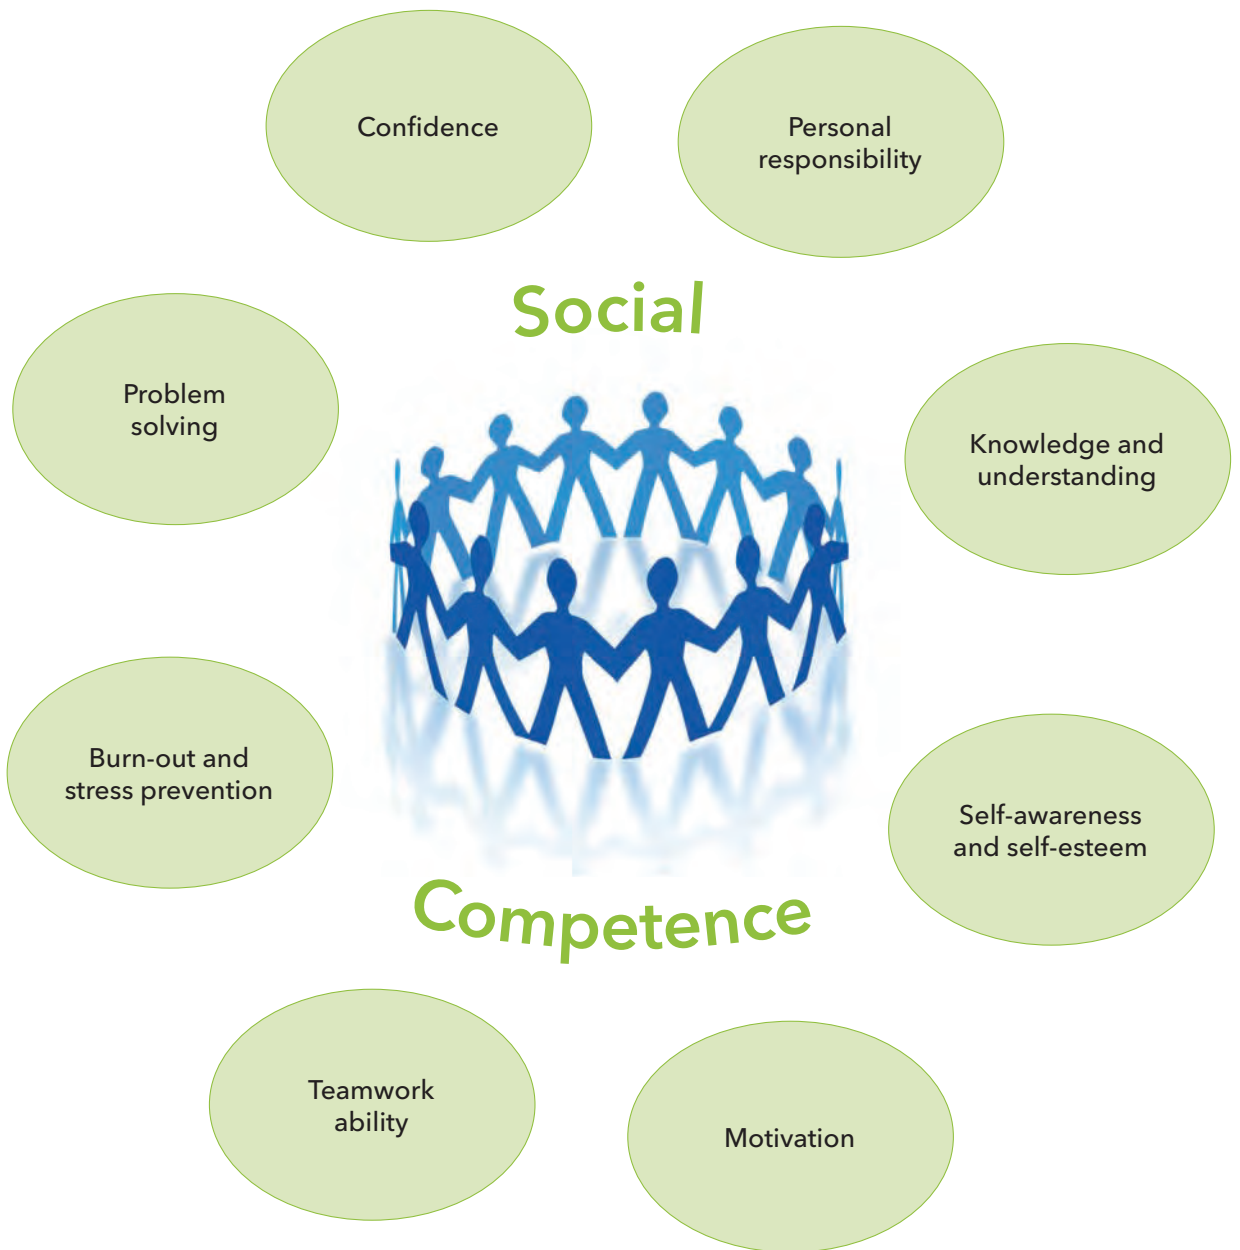 Confidence
Personal
responsibility
Social
Problem
solving
Knowledge and
understanding
Burn-out and
stress prevention
Self-awareness
and self-esteem
Competence
Teamwork
ability
Motivation